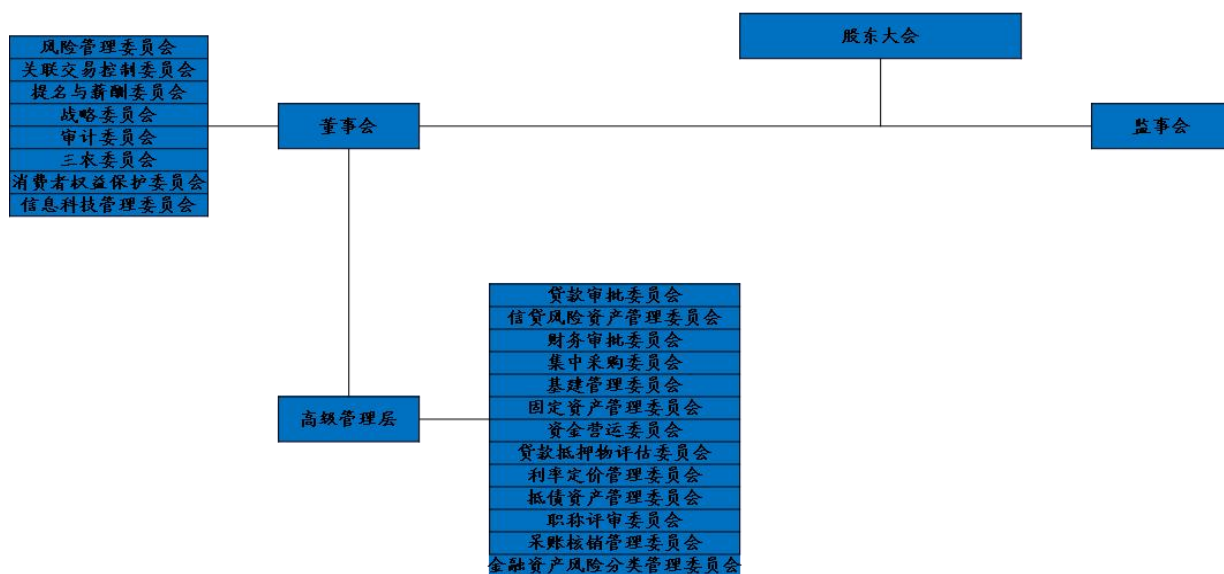 股东大会
风险管理委员会
关联交易控制委员会
提名与薪酬委员会
战略委员会
审计委员会
三农委员会
消费者权益保护委员会
信息科技管理委员会
董事会
监事会
高级管理层
贷款审批委员会
信贷风险资产管理委员会
财务审批委员会
集中采购委员会
基建管理委员会
固定资产管理委员会
资金营运委员会
贷款抵押物评估委员会
利率定价管理委员会
抵债资产管理委员会
职称评审委员会
呆账核销管理委员会
金融资产风险分类管理委员会